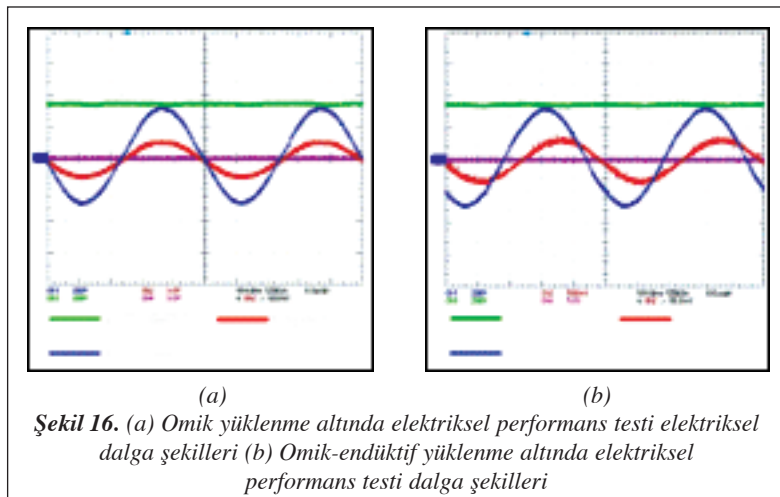 (a)
(b)
Şekil 16. (a) Omik yüklenme altında elektriksel performans testi elektriksel
dalga şekilleri (b) Omik-endüktif yüklenme altında elektriksel
performans testi dalga şekilleri